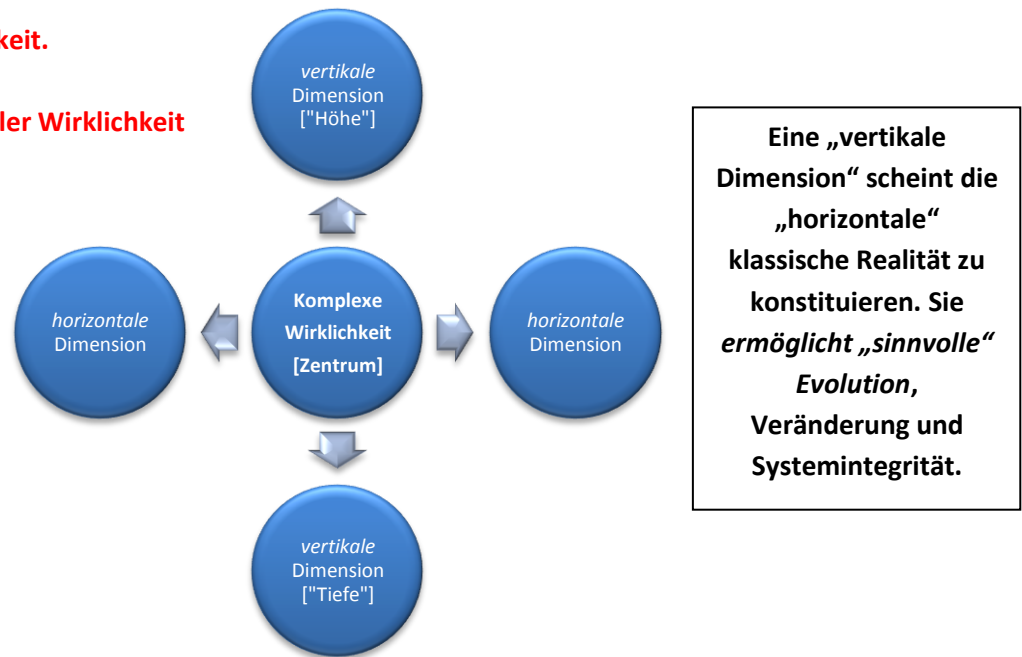 keit.
ler Wirklichkeit
vertikale
Dimension
["Höhe"]
horizontale
Dimension
Komplexe
Wirklichkeit
[Zentrum]
horizontale
Dimension
vertikale
Dimension
["Tiefe"]
Eine „vertikale
Dimension“ scheint die
„horizontale“
klassische Realität zu
konstituieren. Sie
ermöglicht „sinnvolle“
Evolution,
Veränderung und
Systemintegrität.